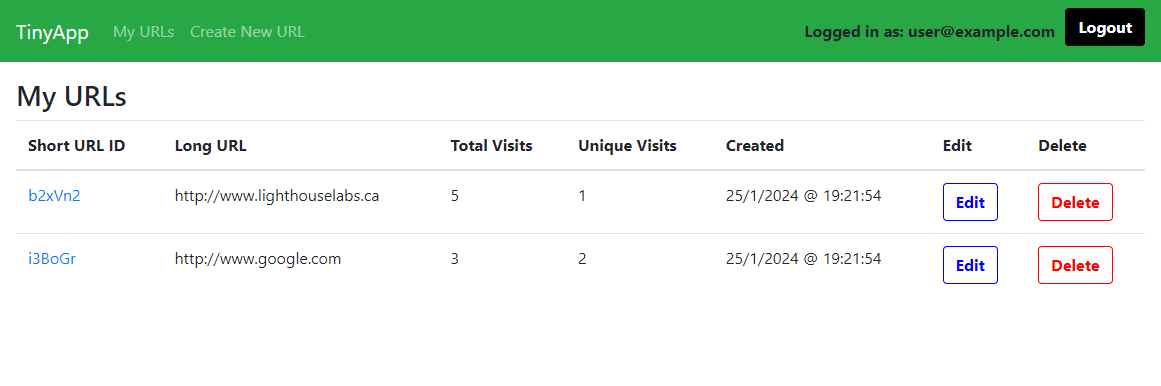 TinyApp My URLs Create New URL Logged in as: user@example.com Logout
My URLs
Short URL ID Long URL Total Visits Unique Visits Created Edit Delete
b2xVn2 http://www.lighthouselabs.ca 5 1 25/1/2024 @ 19:21:54 Edit Delete
i3BoGr http://www.google.com 3 2 25/1/2024 @ 19:21:54 Edit Delete